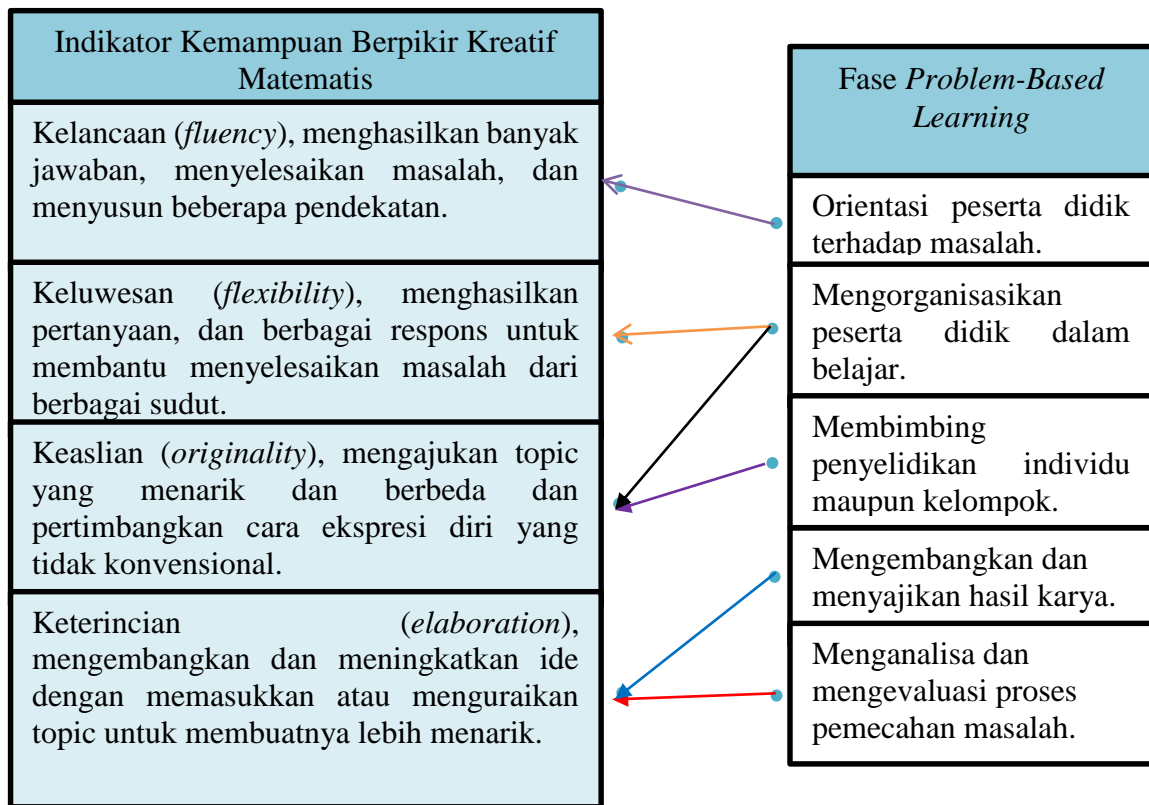 Indikator Kemampuan Berpikir Kreatif
Matematis
Kelancaan (fluency), menghasilkan banyak
jawaban, menyelesaikan masalah, dan
menyusun beberapa pendekatan.
Keluwesan (flexibility), menghasilkan
pertanyaan, dan berbagai respons untuk
membantu menyelesaikan masalah dari
berbagai sudut.
Keaslian (originality), mengajukan topic
yang menarik dan berbeda dan
pertimbangkan cara ekspresi diri yang
tidak konvensional.
Keterincian (elaboration),
mengembangkan dan meningkatkan ide
dengan memasukkan atau menguraikan
topic untuk membuatnya lebih menarik.
Fase Problem-Based
Learning
Orientasi peserta didik
terhadap masalah.
Mengorganisasikan
peserta didik dalam
belajar.
Membimbing
penyelidikan individu
maupun kelompok.
Mengembangkan dan
menyajikan hasil karya.
Menganalisa dan
mengevaluasi proses
pemecahan masalah.